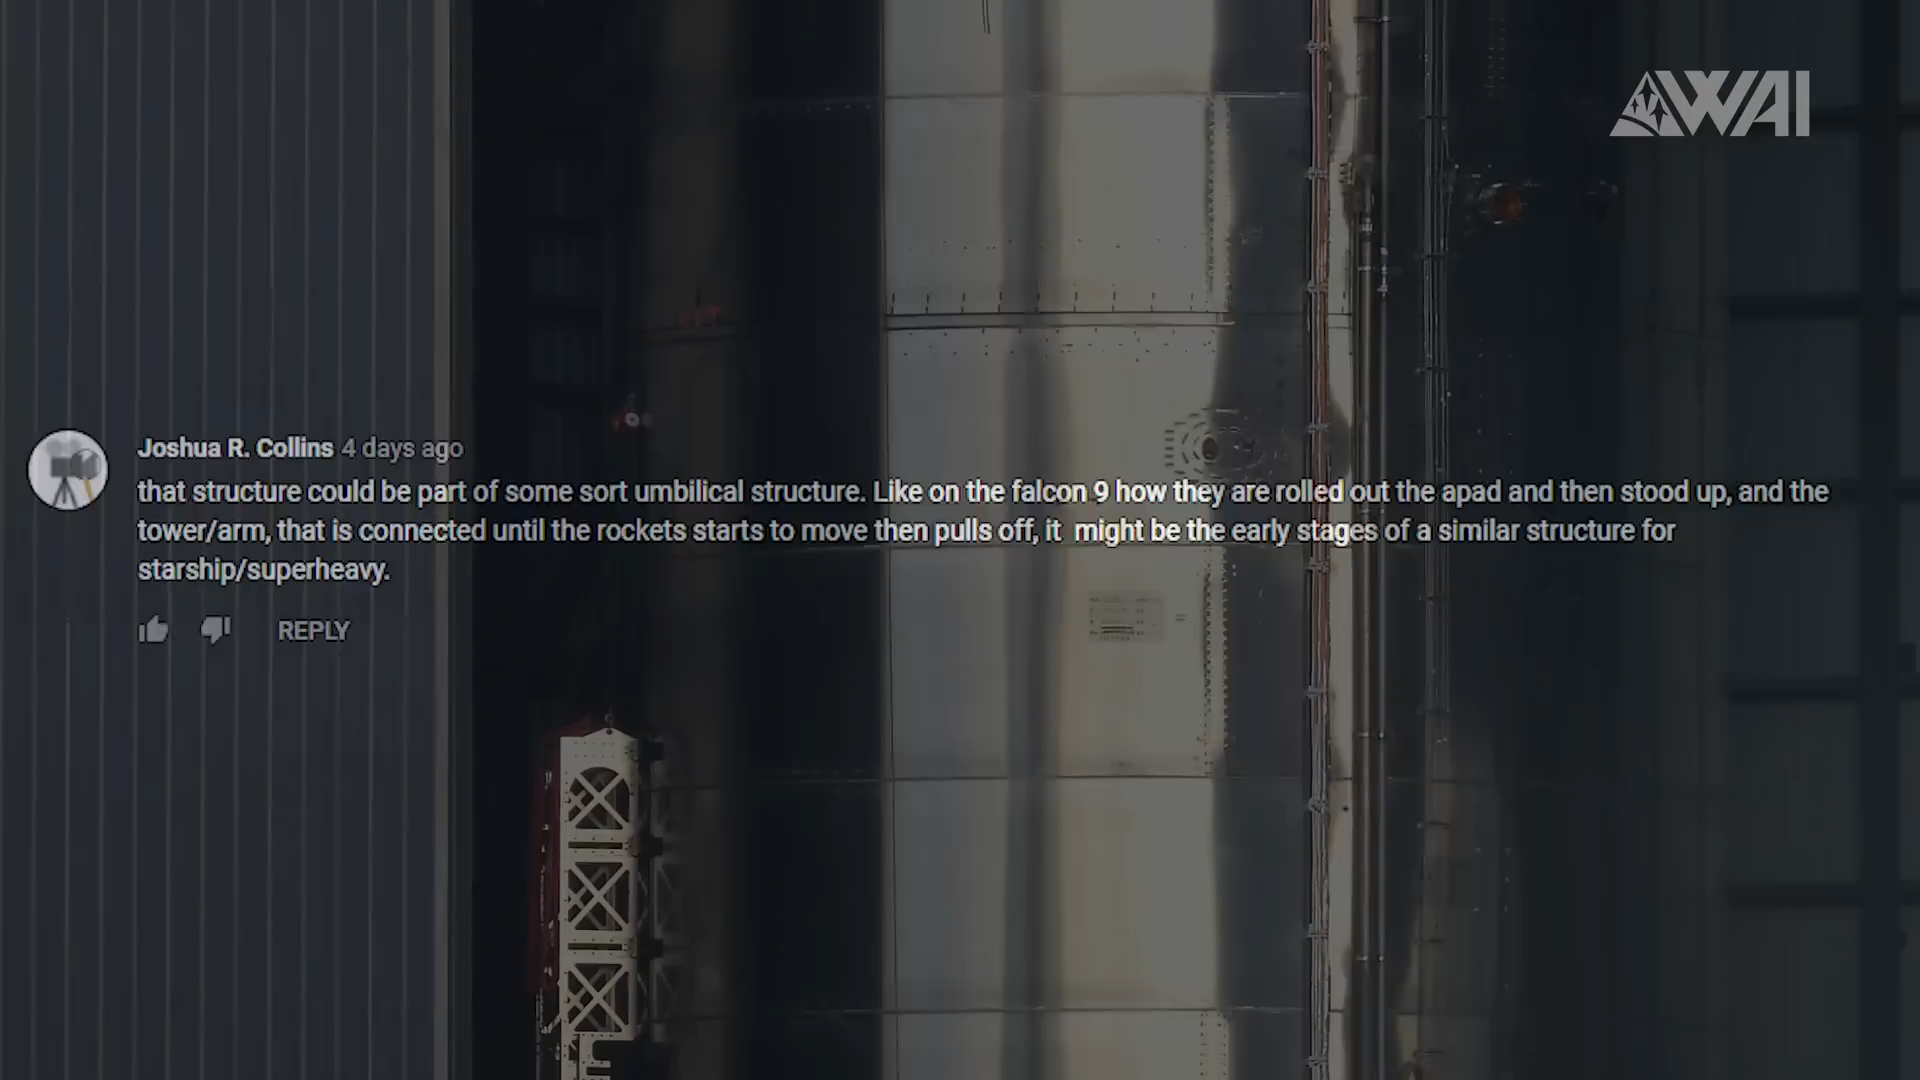 AWAI
Joshua R. Collins 4 days ago
that structure could be part of some sort umbilical structure. Like on the falcon 9 how they are rolled out the apad and then stood up, and the
tower/arm, that is connected until the rockets starts to move then pulls off, it  might be the early stages of a similar structure for
starship/superheavy.
REPLY